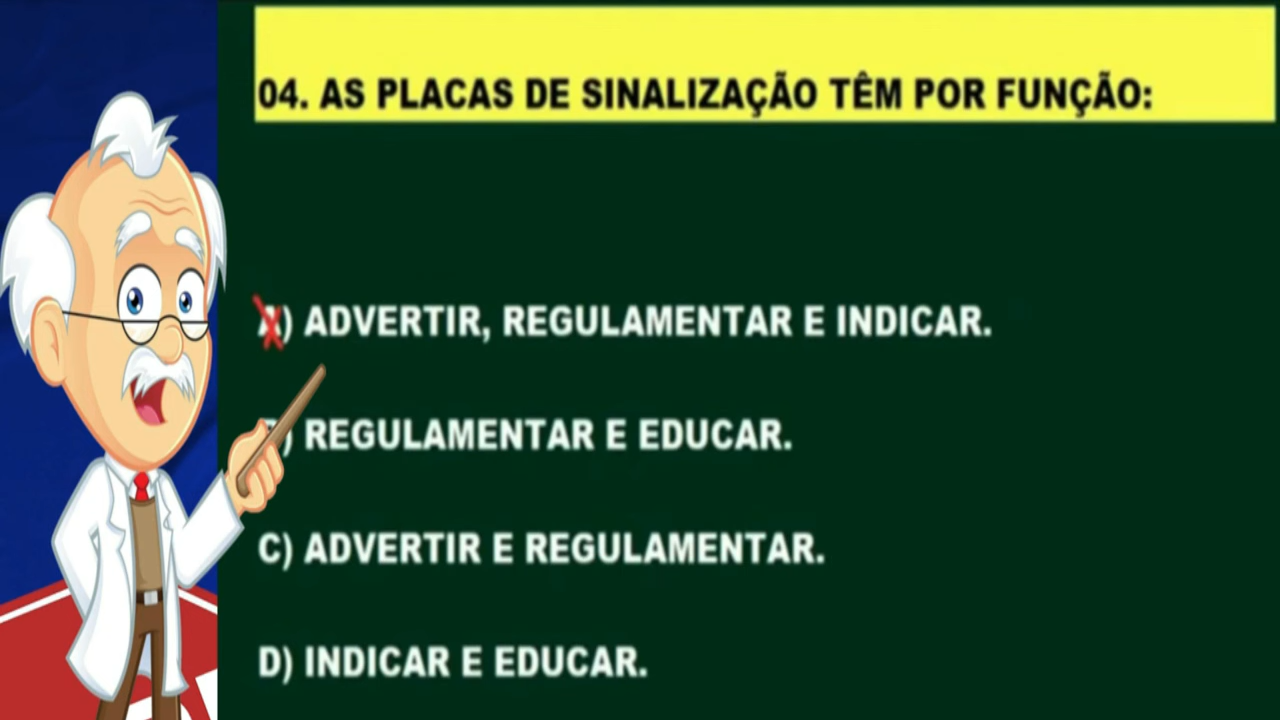 04. AS PLACAS DE SINALIZAÇÃO TÊM POR FUNÇÃO:
) ADVERTIR, REGULAMENTAR E INDICAR.
) REGULAMENTAR E EDUCAR.
C) ADVERTIR E REGULAMENTAR.
D) INDICAR E EDUCAR.